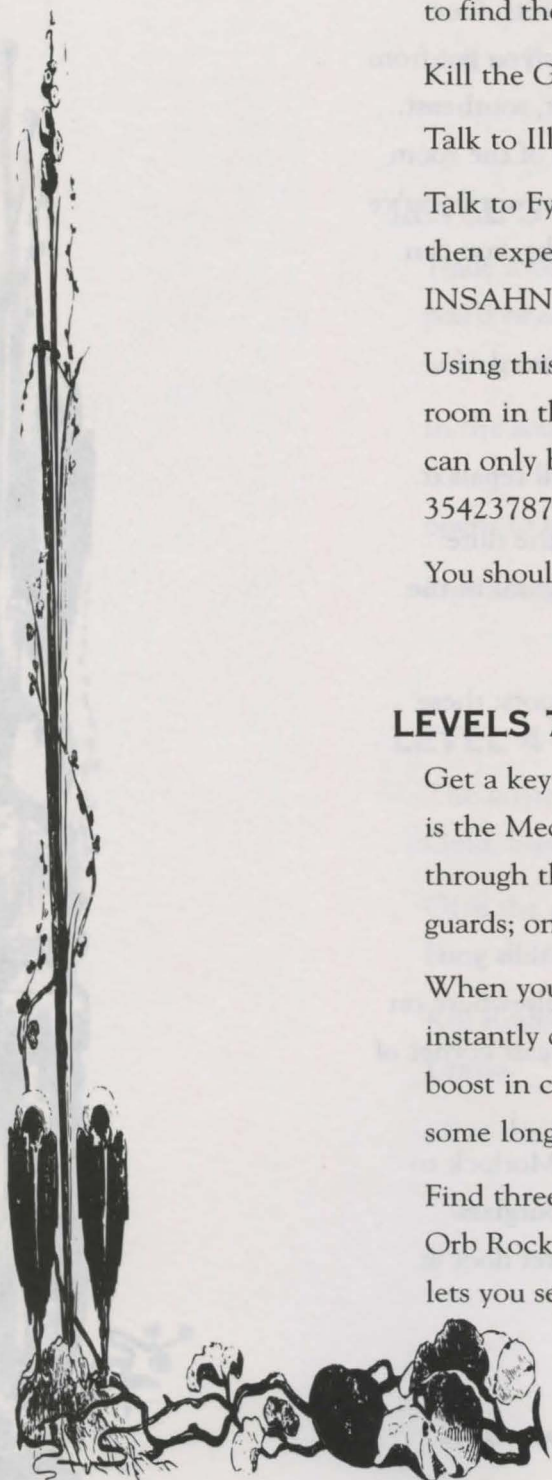 to find the
Kill the G
Talk to Ill
Talk to Fy
then expe
INSAHN
Using this
room in th
can only b
35423787
You shoul
LEVELS 7
Get a key
is the Med
through th
guards; on
When you
instantly c
boost in c
some long
Find three
Orb Rock
lets you se